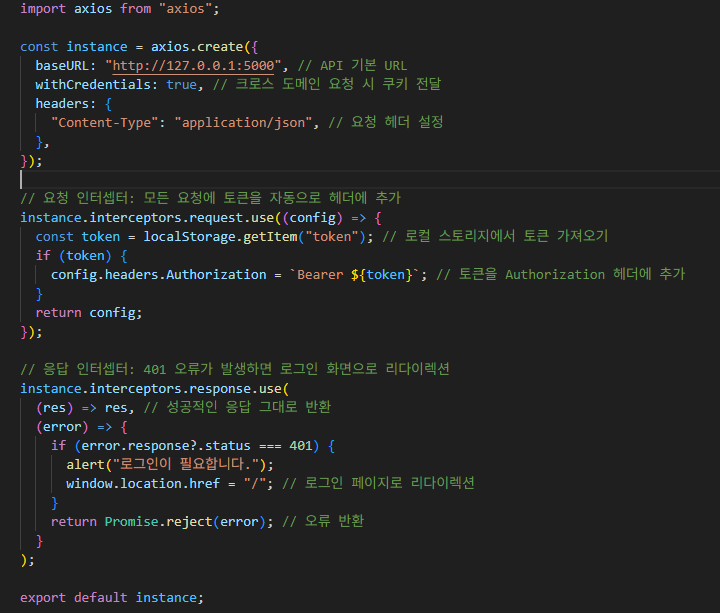 import axios from "axios";
const instance = axios.create({
baseURL: "http://127.0.0.1:5000", // API 기본 URL
withCredentials: true, // 크로스 도메인 요청 시 쿠키 전달
headers: {
"Content-Type": "application/json", // 요청 헤더 설정
},
});
// 요청 인터셉터: 모든 요청에 토큰을 자동으로 헤더에 추가
instance.interceptors.request.use((config) => {
const token = localStorage.getItem("token"); // 로컬 스토리지에서 토큰 가져오기
if (token) {
config.headers.Authorization = `Bearer ${token}`; // 토큰을 Authorization 헤더에 추가
}
return config;
});
// 응답 인터셉터: 401 오류가 발생하면 로그인 화면으로 리다이렉션
instance.interceptors.response.use(
(res) => res, // 성공적인 응답 그대로 반환
(error) => {
if (error.response?.status === 401) {
alert("로그인이 필요합니다.");
window.location.href = "/"; // 로그인 페이지로 리다이렉션
}
return Promise.reject(error); // 오류 반환
}
);
export default instance;